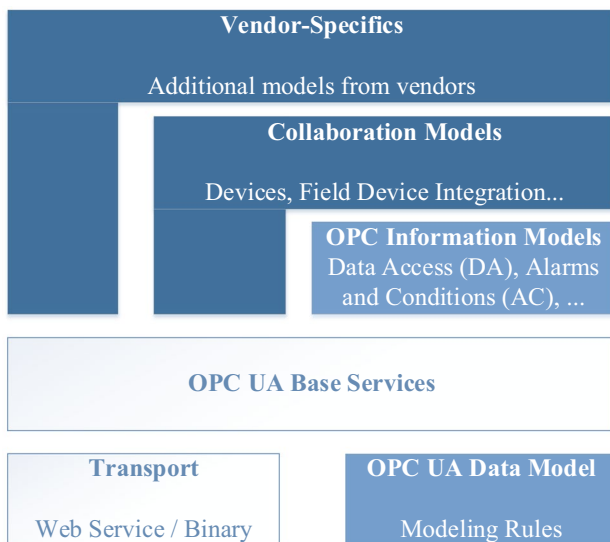 Vendor-Specifics
Additional models from vendors
Collaboration Models
Devices, Field Device Integration...
OPC Information Models
Data Access (DA), Alarms
and Conditions (AC), ...
OPC UA Base Services
Transport
Web Service / Binary
OPC UA Data Model
Modeling Rules